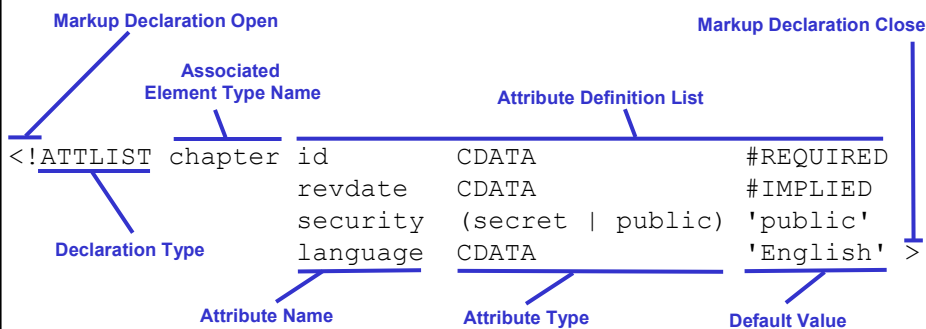 Markup Declaration Open
Markup Declaration Close
Associated
Element Type Name
Attribute Definition List
<!ATTLIST chapter id CDATA #REQUIRED
revdate CDATA #IMPLIED
security (secret | public) 'public'
Declaration Type
language CDATA 'English' >
Attribute Name
Attribute Type
Default Value